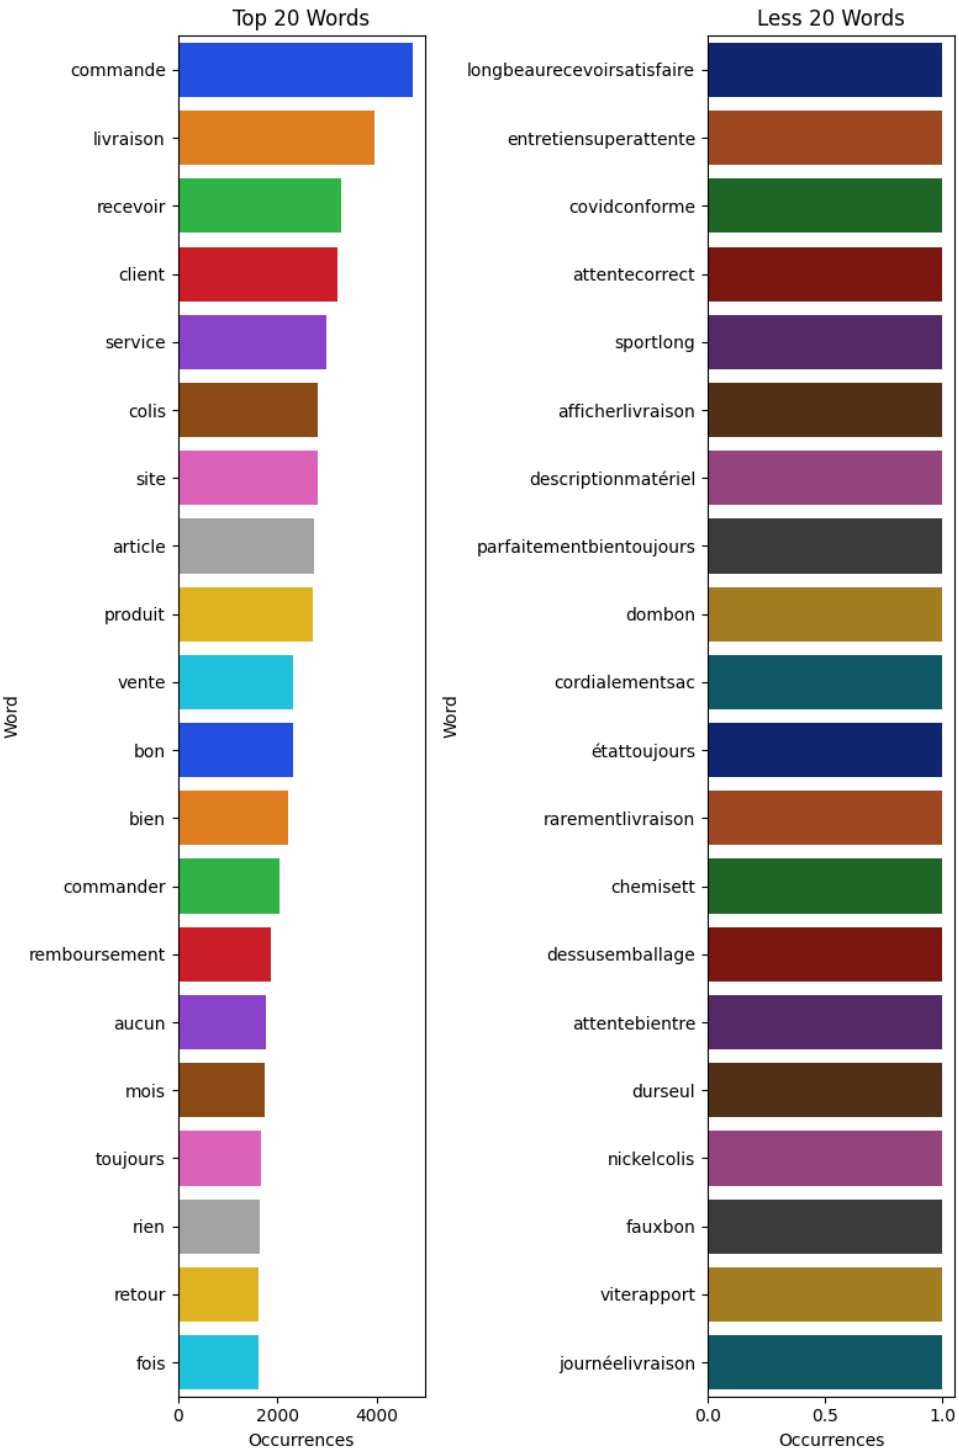 Top 20 Words
commande
livraison
recevoir
client
service
colis
site
article
produit
vente
bon
bien
commander
remboursement
aucun
mois
toujours
rien
retour
fois
Word
0 2000 4000
Occurrences
Less 20 Words
longbeaurecevoirsatisfaire
entretiensuperattente
covidconforme
attentecorrect
sportlong
afficherlivraison
descriptionmatériel
parfaitementbientoujours
dombon
cordialementsac
étattoujours
rarementlivraison
chemisett
dessusemballage
attentebientre
durseul
nickelcolis
fauxbon
viterapport
journéelivraison
Word
0.0 0.5 1.0
Occurrences